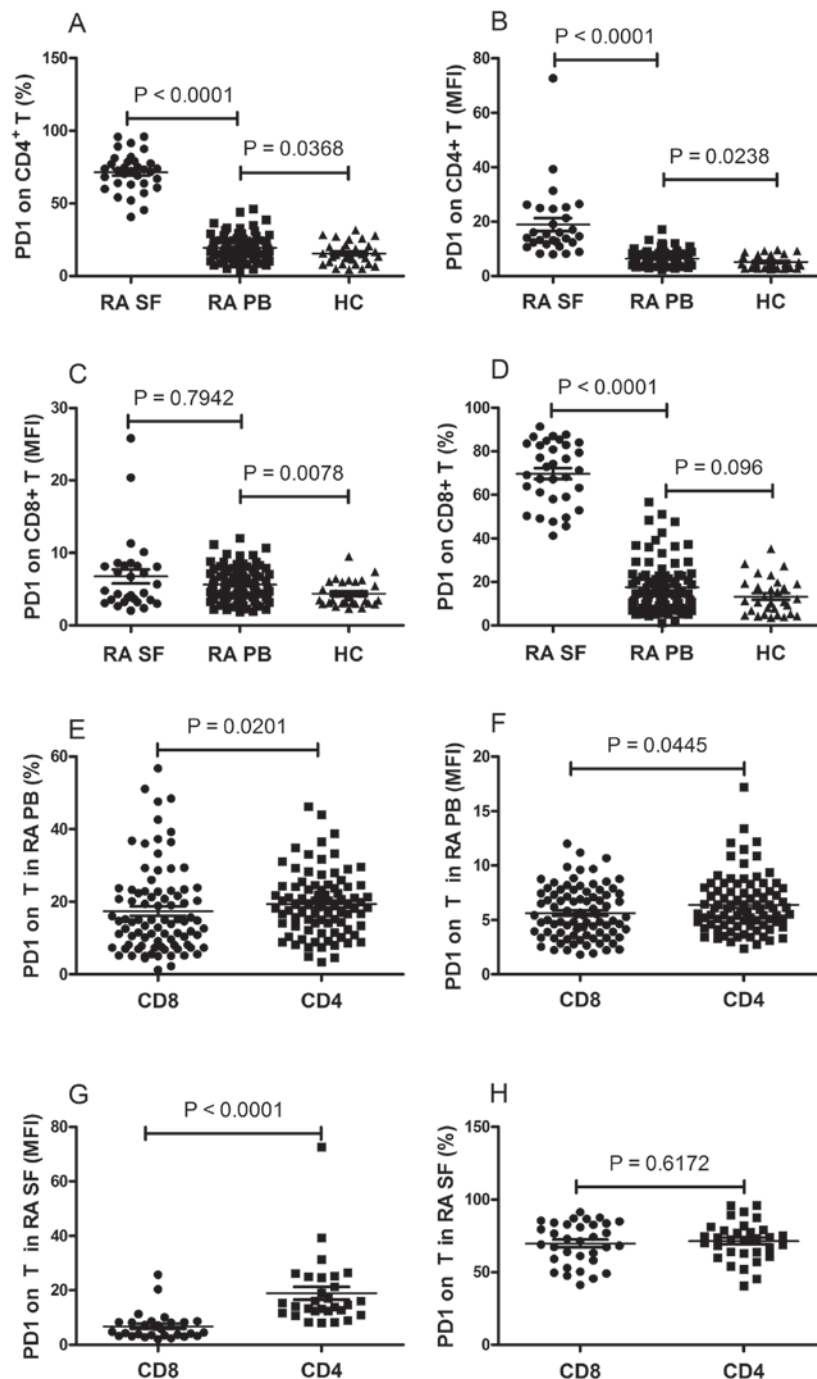 A
P < 0.0001
P = 0.0368
PD1 on CD4⁺ T (%)
150
100
50
0
RA SF RA PB HC
B
P < 0.0001
P = 0.0238
PD1 on CD4+ T (MFI)
80
60
40
20
0
RA SF RA PB HC
C
P = 0.7942
P = 0.0078
PD1 on CD8+ T (MFI)
30
20
10
0
RA SF RA PB HC
D
P < 0.0001
P = 0.096
PD1 on CD8+ T (%)
100
80
60
40
20
0
RA SF RA PB HC
E
P = 0.0201
PD1 on T in RA PB (%)
60
40
20
0
CD8 CD4
F
P = 0.0445
PD1 on T in RA PB (MFI)
20
15
10
5
0
CD8 CD4
G
P < 0.0001
PD1 on T in RA SF (MFI)
80
60
40
20
0
CD8 CD4
H
P = 0.6172
PD1 on T in RA SF (%)
150
100
50
0
CD8 CD4